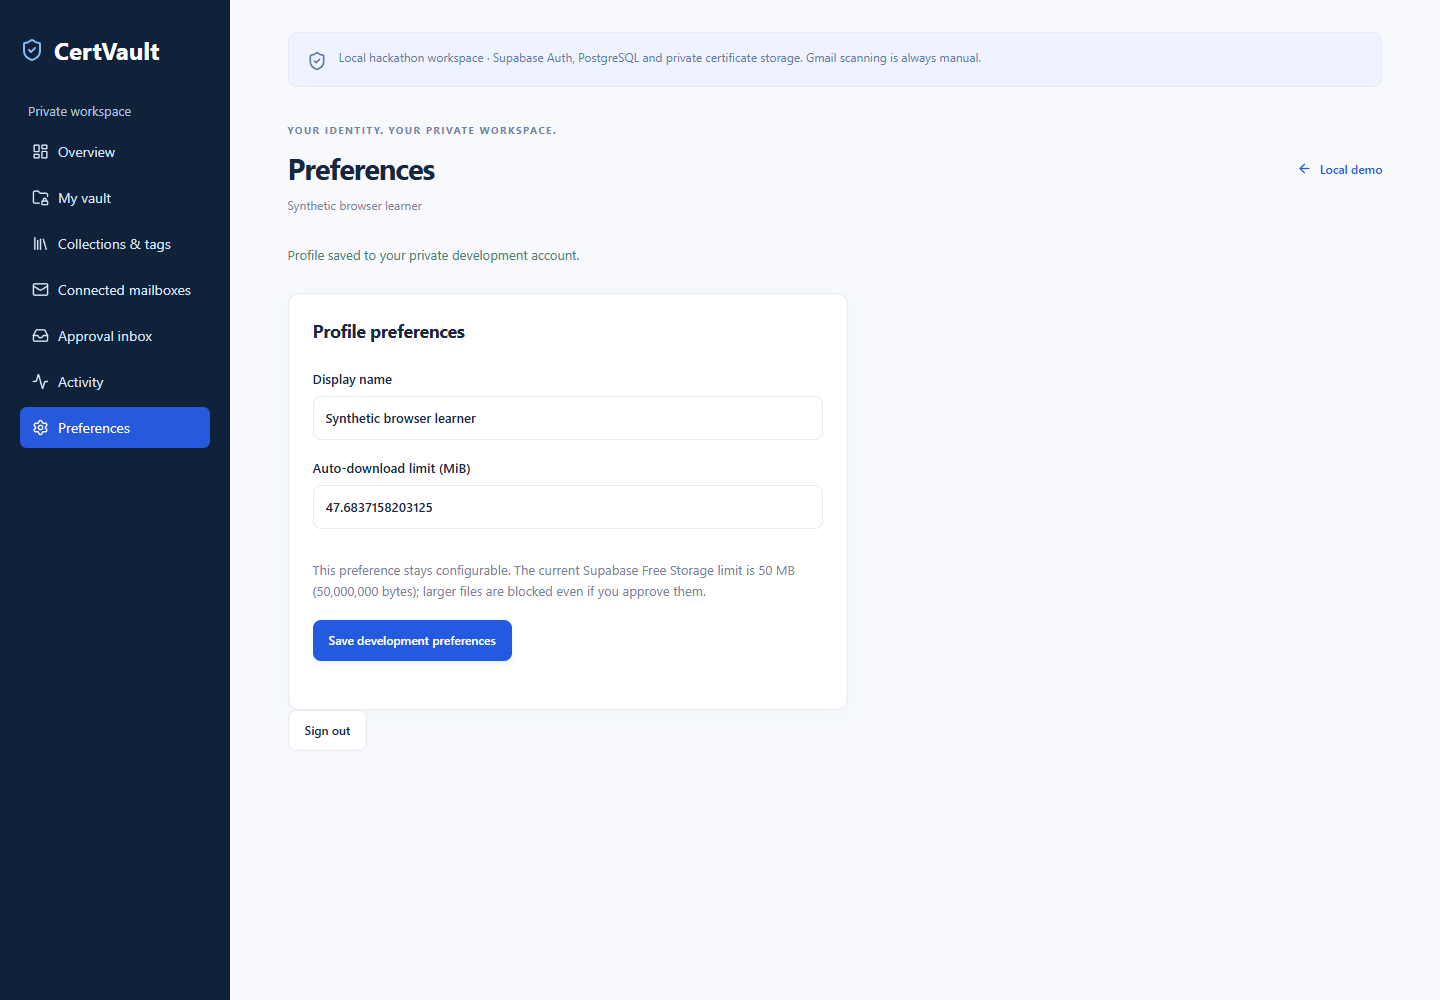 CertVault
Private workspace
Overview
My vault
Collections & tags
Connected mailboxes
Approval inbox
Activity
Preferences
Local hackathon workspace · Supabase Auth, PostgreSQL and private certificate storage. Gmail scanning is always manual.
YOUR IDENTITY. YOUR PRIVATE WORKSPACE.
Preferences
Local demo
Synthetic browser learner
Profile saved to your private development account.
Profile preferences
Display name
Synthetic browser learner
Auto-download limit (MiB)
47.6837158203125
This preference stays configurable. The current Supabase Free Storage limit is 50 MB
(50,000,000 bytes); larger files are blocked even if you approve them.
Save development preferences
Sign out